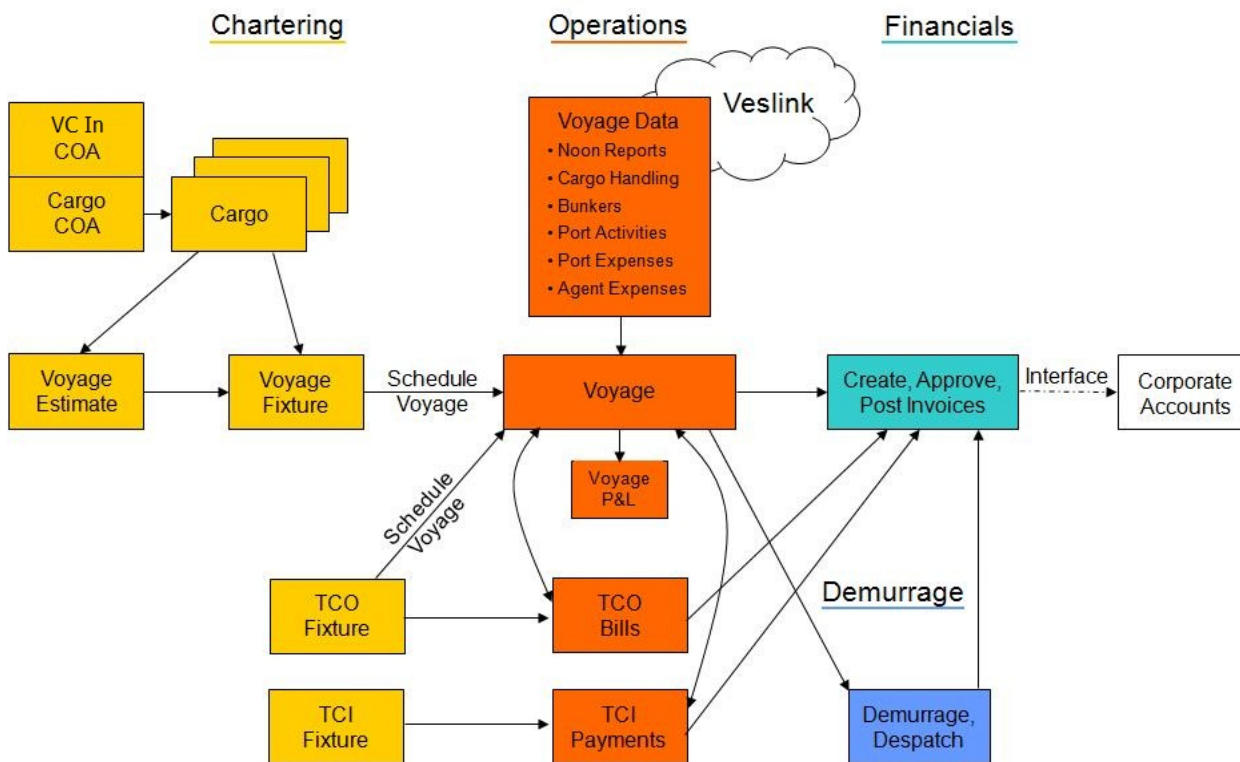 Chartering
Operations
Financials
Veslink
VC In
COA
Cargo
COA
Cargo
Voyage Data
• Noon Reports
• Cargo Handling
• Bunkers
• Port Activities
• Port Expenses
• Agent Expenses
Voyage
Estimate
Voyage
Fixture
Schedule
Voyage
Voyage
Create, Approve,
Post Invoices
Interface
Corporate
Accounts
Voyage
P&L
Schedule
Voyage
TCO
Fixture
TCO
Bills
Demurrage
TCI
Fixture
TCI
Payments
Demurrage,
Despatch